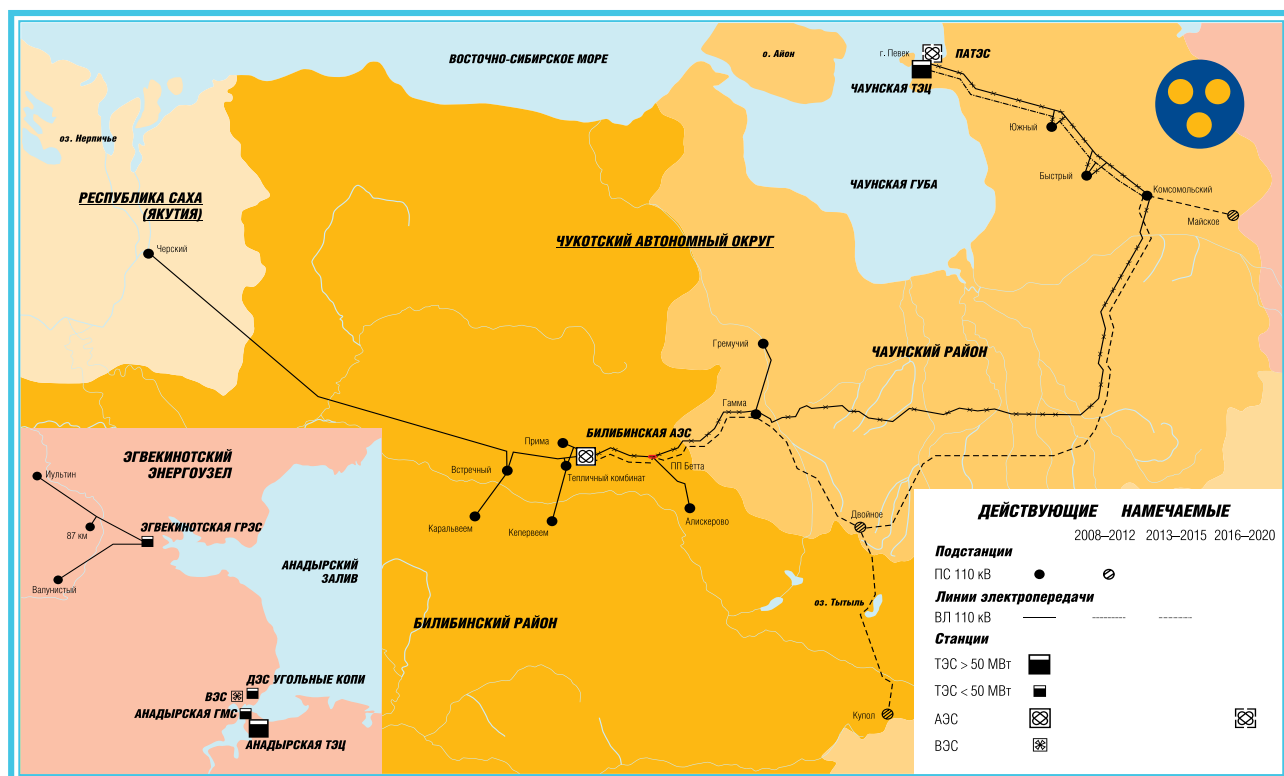 ВОСТОЧНО-СИБИРСКОЕ МОРЕ
о. Айон
г. Певек
ПАТЭС
ЧАУНСКАЯ ТЭЦ
оз. Нерпичье
Южный
РЕСПУБЛИКА САХА
(ЯКУТИЯ)
ЧАУНСКАЯ ГУБА
Быстрый
Комсомольский
Майское
Черский
ЧУКОТСКИЙ АВТОНОМНЫЙ ОКРУГ
Гремучий
ЧАУНСКИЙ РАЙОН
Гамма
БИЛИБИНСКАЯ АЭС
Прима
Встречный
Тепличный комбинат
ПП Бетта
Каральвеем
Кепервеем
Алискерово
Двойное
оз. Тытыль
БИЛИБИНСКИЙ РАЙОН
Купол
ЭГВЕКИНОТСКИЙ
ЭНЕРГОУЗЕЛ
Иультин
ЭГВЕКИНОТСКАЯ ГРЭС
87 км
Валунистый
АНАДЫРСКИЙ
ЗАЛИВ
ДЭС УГОЛЬНЫЕ КОПИ
ВЭС
АНАДЫРСКАЯ ГМС
АНАДЫРСКАЯ ТЭЦ
ДЕЙСТВУЮЩИЕ НАМЕЧАЕМЫЕ
2008–2012 2013–2015 2016–2020
Подстанции
ПС 110 кВ
Линии электропередачи
ВЛ 110 кВ
Станции
ТЭС > 50 МВт
ТЭС < 50 МВт
АЭС
ВЭС